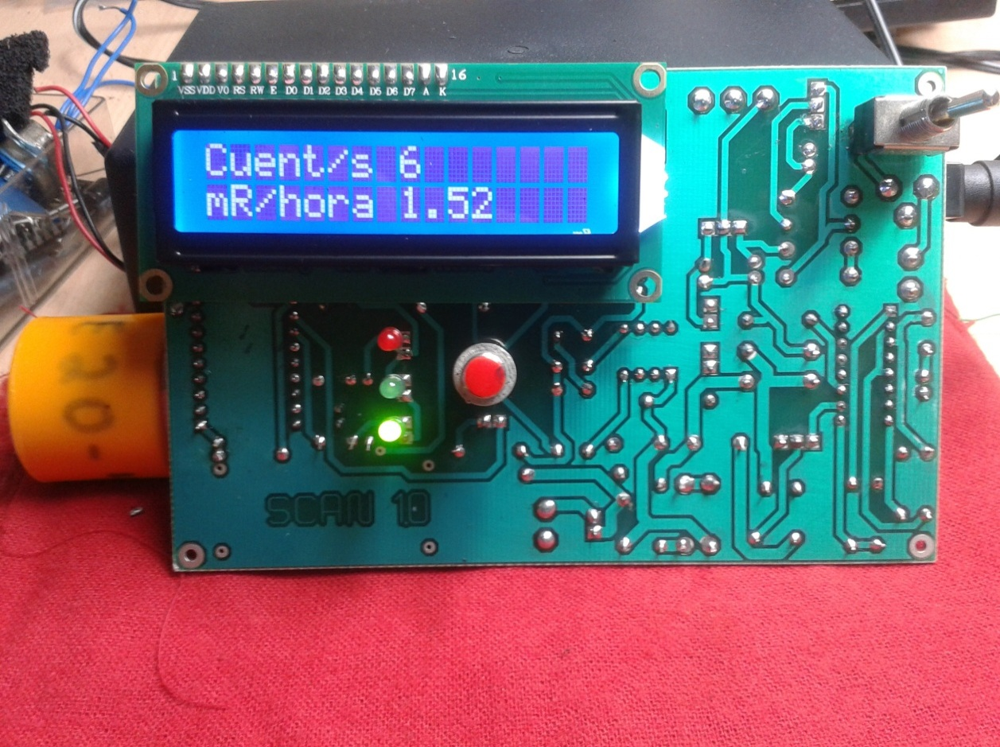 1 16
VSS VDD V0 RS RW E D0 D1 D2 D3 D4 D5 D6 D7 A K
Cuent/s 6
mR/hora 1.52
SCAN 1.0